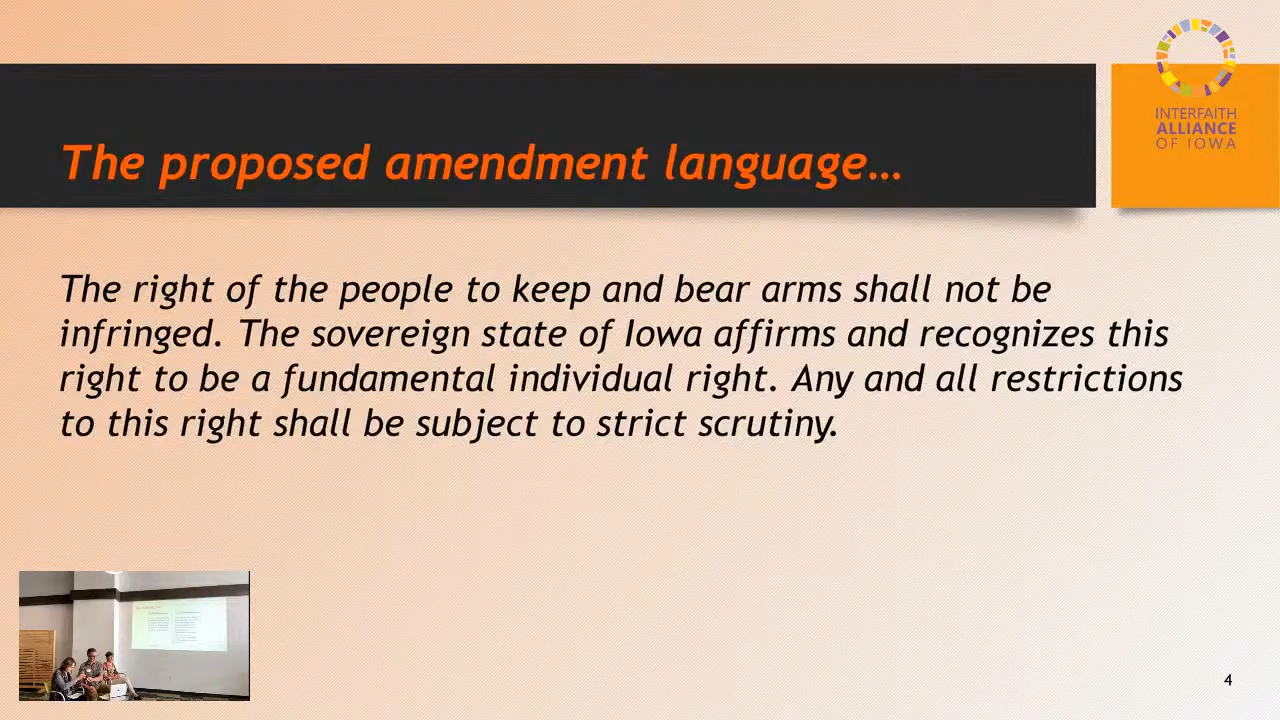 INTERFAITH
ALLIANCE
OF IOWA
The proposed amendment language…
The right of the people to keep and bear arms shall not be
infringed. The sovereign state of Iowa affirms and recognizes this
right to be a fundamental individual right. Any and all restrictions
to this right shall be subject to strict scrutiny.
4